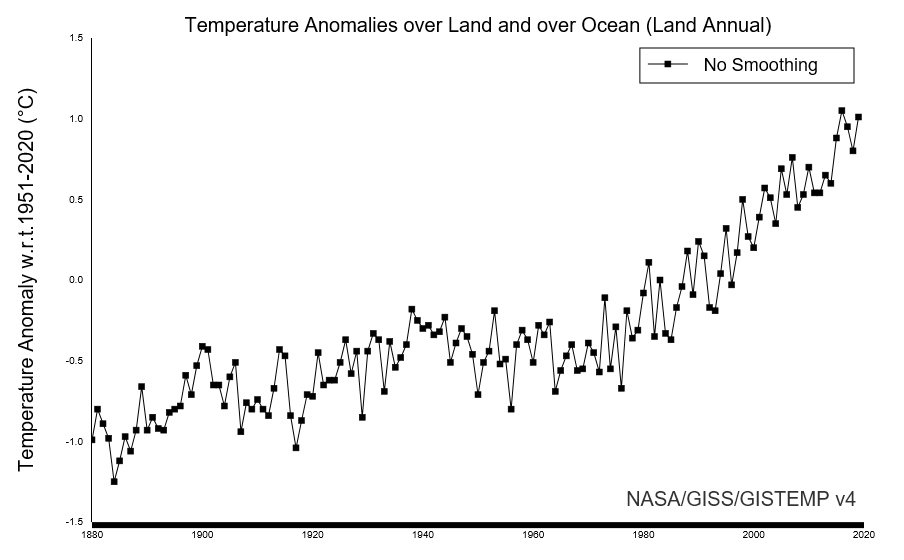 Temperature Anomalies over Land and over Ocean (Land Annual)
No Smoothing
Temperature Anomaly w.r.t.1951-2020 (°C)
1.5
1.0
0.5
0.0
-0.5
-1.0
-1.5
NASA/GISS/GISTEMP v4
1880 1900 1920 1940 1960 1980 2000 2020